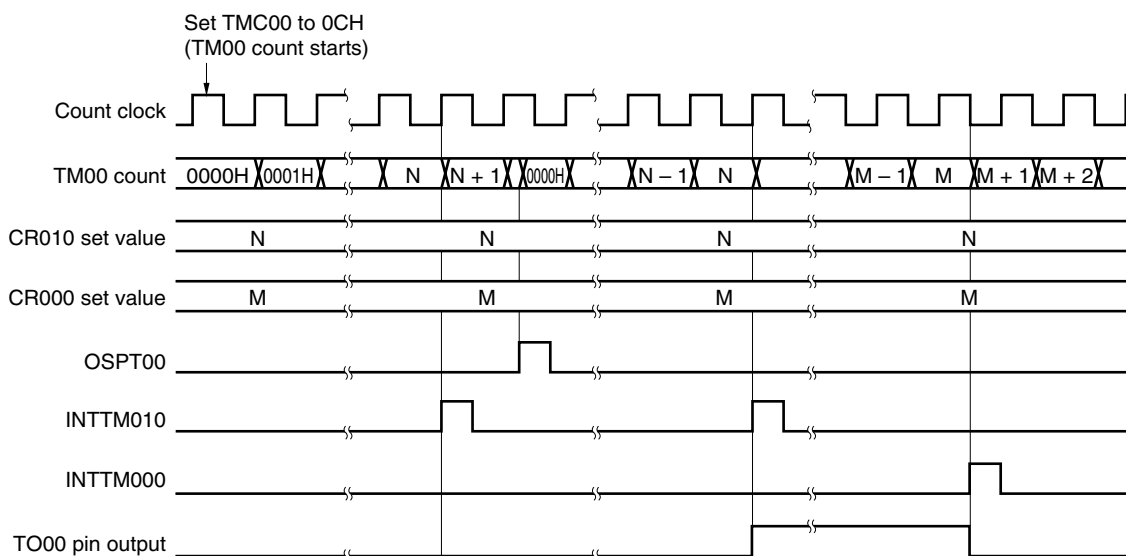 Set TMC00 to 0CH
(TM00 count starts)
Count clock
TM00 count 0000H 0001H N N + 1 0000H N – 1 N M – 1 M M + 1 M + 2
CR010 set value N N N N
CR000 set value M M M M
OSPT00
INTTM010
INTTM000
TO00 pin output